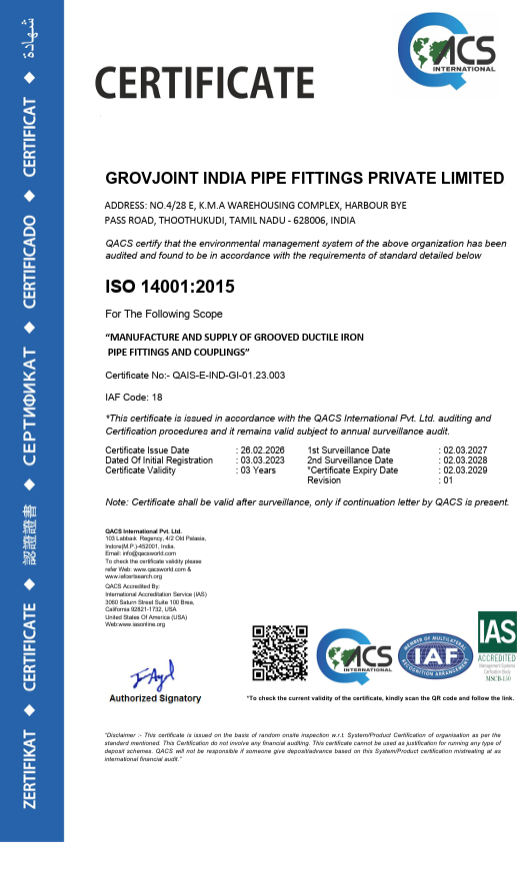 ZERTIFIKAT ◆ CERTIFICATE ◆ 認證證書 ◆ СЕРТИФИКАТ ◆ CERTIFICADO ◆ CERTIFICAT ◆ شهادة
QACS
INTERNATIONAL
CERTIFICATE
GROVJOINT INDIA PIPE FITTINGS PRIVATE LIMITED
ADDRESS: NO.4/28 E, K.M.A WAREHOUSING COMPLEX, HARBOUR BYE
PASS ROAD, THOOTHUKUDI, TAMIL NADU - 628006, INDIA
QACS certify that the environmental management system of the above organization has been
audited and found to be in accordance with the requirements of standard detailed below
ISO 14001:2015
For The Following Scope
“MANUFACTURE AND SUPPLY OF GROOVED DUCTILE IRON
PIPE FITTINGS AND COUPLINGS”
Certificate No:- QAIS-E-IND-GI-01.23.003
IAF Code: 18
*This certificate is issued in accordance with the QACS International Pvt. Ltd. auditing and
Certification procedures and it remains valid subject to annual surveillance audit.
Certificate Issue Date : 26.02.2026 1st Surveillance Date : 02.03.2027
Dated Of Initial Registration : 03.03.2023 2nd Surveillance Date : 02.03.2028
Certificate Validity : 03 Years *Certificate Expiry Date : 02.03.2029
Revision : 01
Note: Certificate shall be valid after surveillance, only if continuation letter by QACS is present.
QACS International Pvt. Ltd.
103 Labbaik Regency, 4/2 Old Palasia,
Indore(M.P.)-452001, India.
Email: info@qacsworld.com
To check the certificate validity please
refer Web: www.qacsworld.com &
www.iafcertsearch.org
QACS Accredited By:
International Accreditation Service (IAS)
3060 Saturn Street Suite 100 Brea,
California 92821-1732, USA
United States Of America (USA)
Web:www.iasonline.org
QACS
INTERNATIONAL
MEMBER OF MULTILATERAL
IAF
RECOGNITION ARRANGEMENT
IAS
ACCREDITED
Management Systems
Certification Body
MSCB-150
Authorized Signatory
*To check the current validity of the certificate, kindly scan the QR code and follow the link.
"Disclaimer :- This certificate is issued on the basis of random onsite inspection w.r.t. System/Product Certification of organisation as per the
standard mentioned. This Certification do not involve any financial auditing. This certificate cannot be used as justification for running any type of
deposit schemes. QACS will not be responsible if someone give deposit/advance based on this System/Product certification mistreating at as
international financial audit."